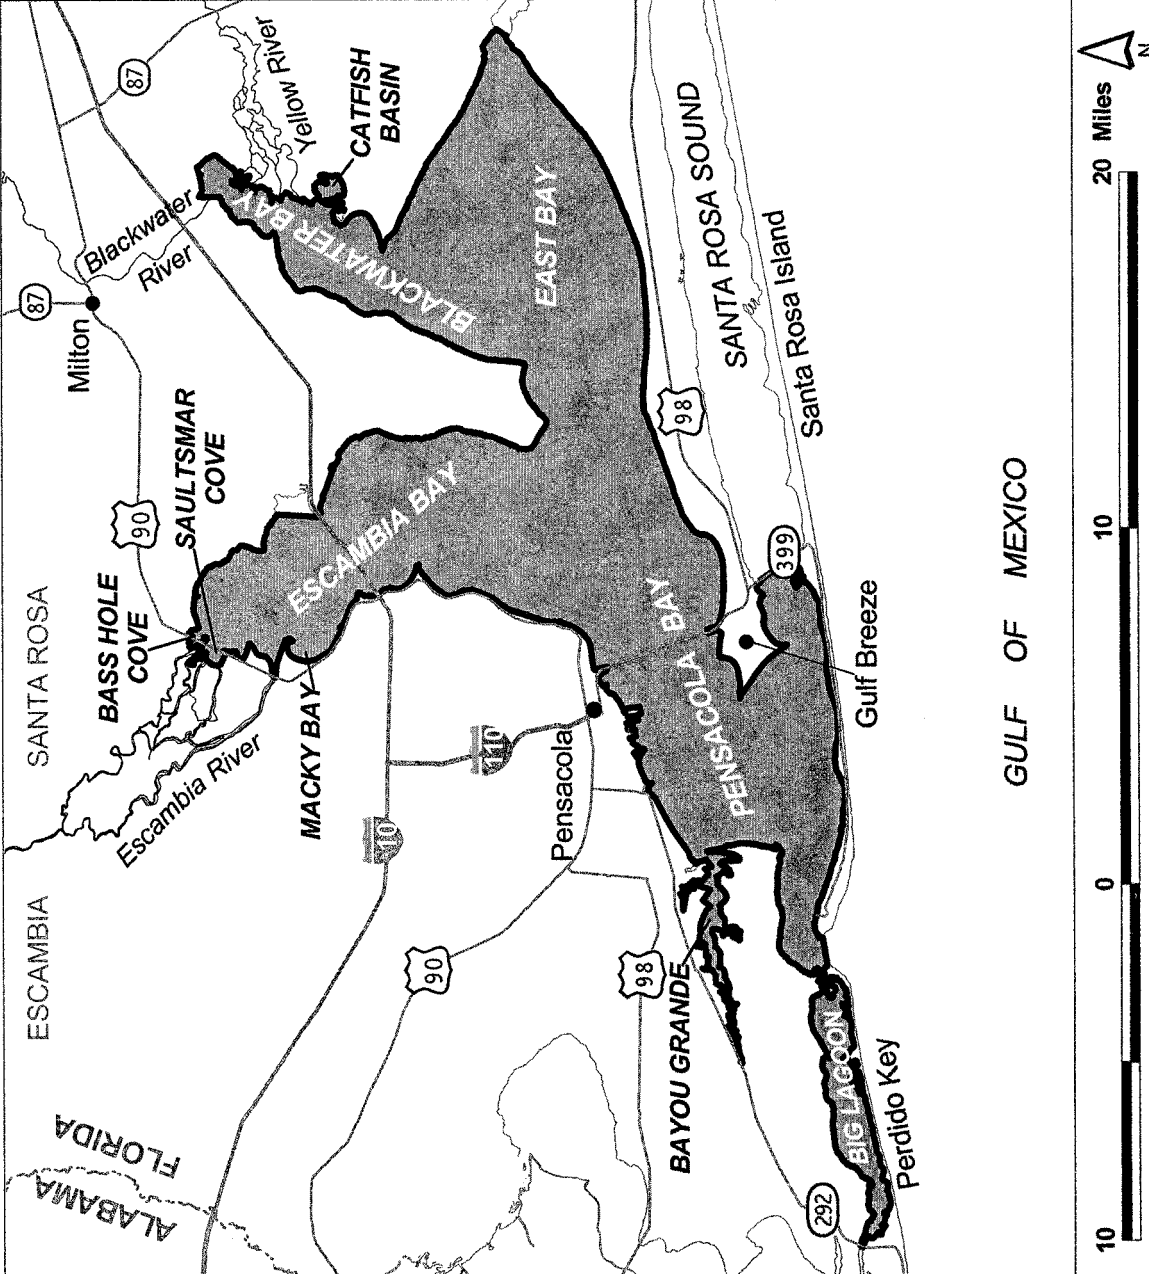 ESCAMBIA
SANTA ROSA
ALABAMA
FLORIDA
87
87
90
Milton
Blackwater
River
Yellow River
CATFISH
BASIN
BASS HOLE
COVE
SAULTSMAR
COVE
Escambia River
MACKY BAY
ESCAMBIA BAY
BLACKWATER BAY
EAST BAY
10
110
90
98
Pensacola
PENSACOLA BAY
BAYOU GRANDE
98
399
292
Gulf Breeze
SANTA ROSA SOUND
Santa Rosa Island
BIG LAGOON
Perdido Key
GULF OF MEXICO
10
0
10
20 Miles
N